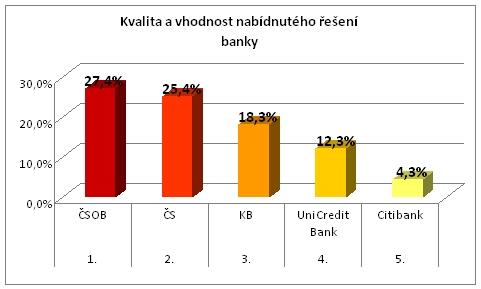 Kvalita a vhodnost nabídnutého řešení
banky
30,0%
20,0%
10,0%
0,0%
27,4%
25,4%
18,3%
12,3%
4,3%
ČSOB
ČS
KB
UniCredit
Bank
Citibank
1.
2.
3.
4.
5.